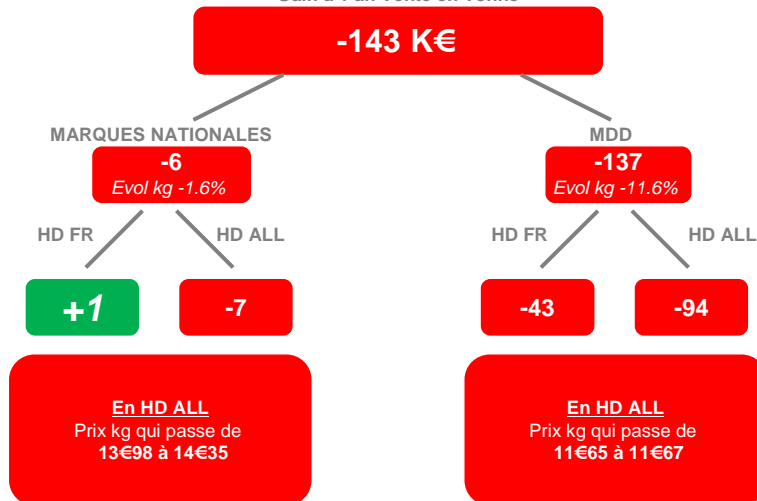 -143 K€
MARQUES NATIONALES
MDD
-6
Evol kg -1.6%
-137
Evol kg -11.6%
HD FR
HD ALL
HD FR
HD ALL
+1
-7
-43
-94
En HD ALL
Prix kg qui passe de
13€98 à 14€35
En HD ALL
Prix kg qui passe de
11€65 à 11€67